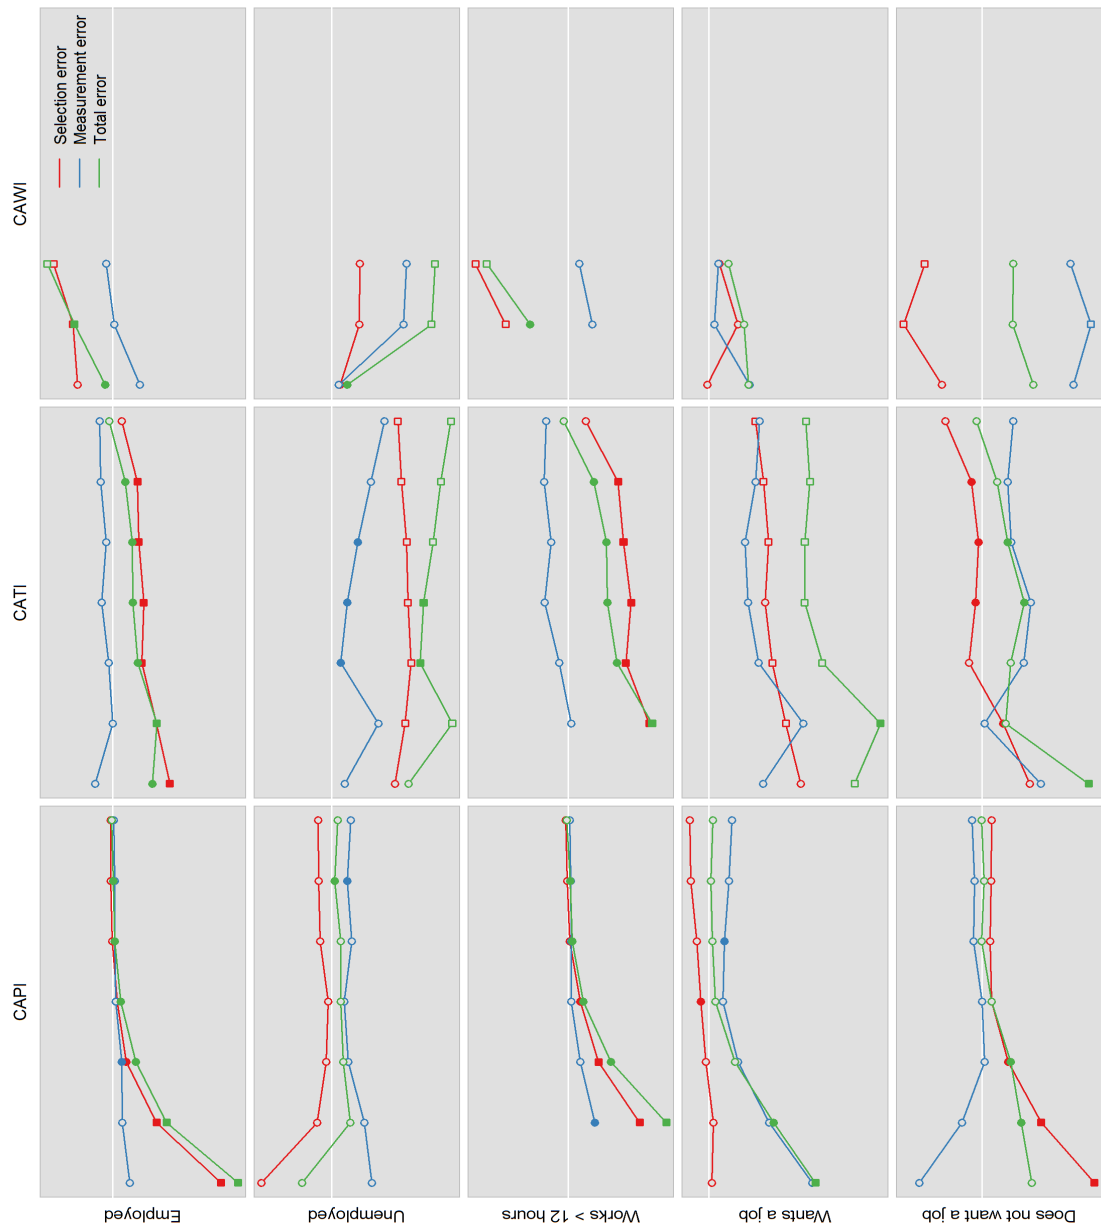 CAPI
CATI
CAWI
Selection error
Measurement error
Total error
Employed
Unemployed
Works > 12 hours
Wants a job
Does not want a job